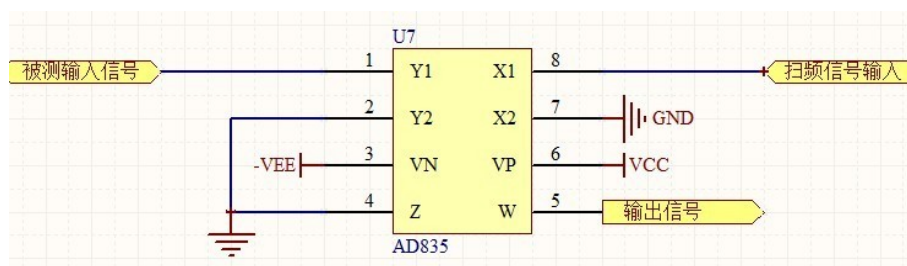 U7
被测输入信号 1 Y1 X1 8 扫频信号输入
2 Y2 X2 7 GND
-VEE 3 VN VP 6 VCC
4 Z W 5 输出信号
AD835